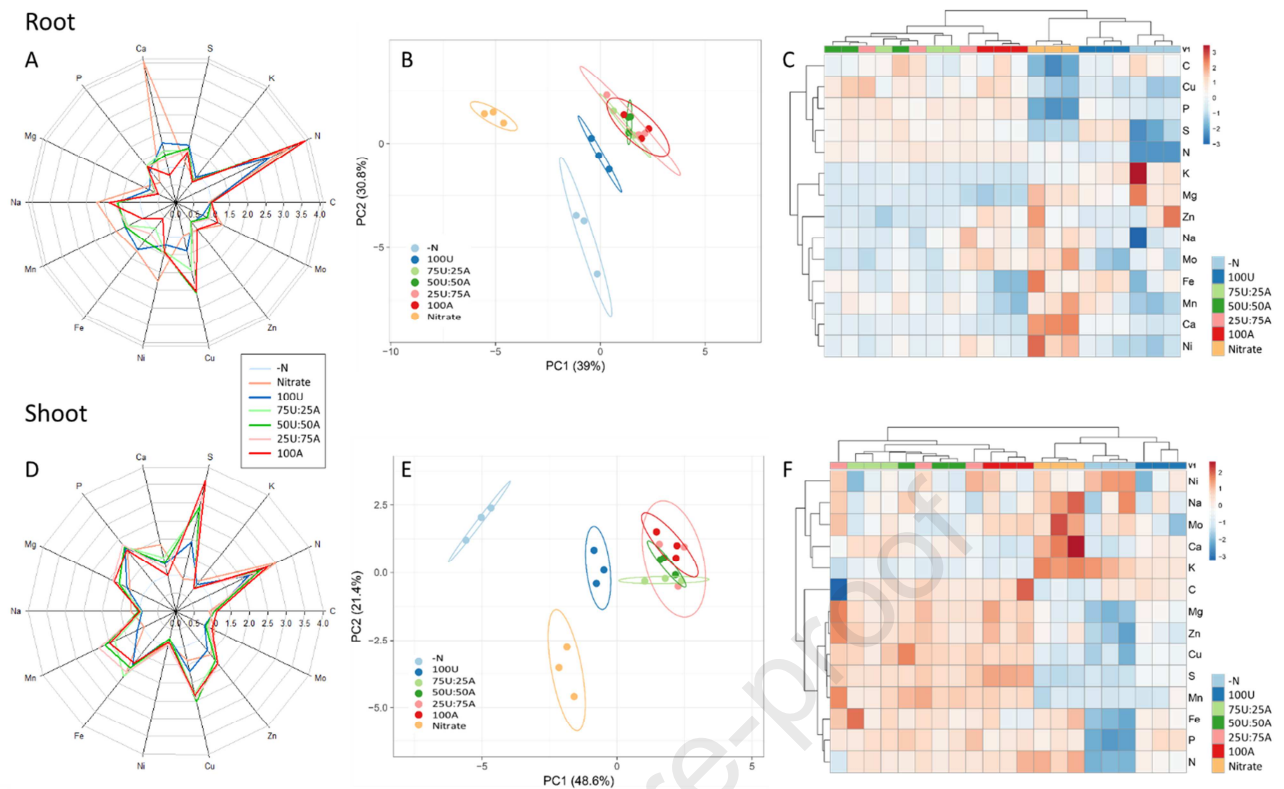 Root
A
Ca
S
P
K
Mg
N
Na
C
0.0 0.5 1.0 1.5 2.0 2.5 3.0 3.5 4.0
Mn
Mo
Fe
Zn
Ni
Cu
B
PC2 (30.8%)
0
−5
-N
100U
75U:25A
50U:50A
25U:75A
100A
Nitrate
−10
−5
0
5
PC1 (39%)
C
V1
C
Cu
P
S
N
K
Mg
Zn
Na
Mo
Fe
Mn
Ca
Ni
3
2
1
0
−1
−2
−3
-N
100U
75U:25A
50U:50A
25U:75A
100A
Nitrate
-N
Nitrate
100U
75U:25A
50U:50A
25U:75A
100A
Shoot
D
Ca
S
P
K
Mg
N
Na
C
0.0 0.5 1.0 1.5 2.0 2.5 3.0 3.5 4.0
Mn
Mo
Fe
Zn
Ni
Cu
E
PC2 (21.4%)
2.5
0.0
−2.5
−5.0
-N
100U
75U:25A
50U:50A
25U:75A
100A
Nitrate
−5
0
5
PC1 (48.6%)
F
V1
Ni
Na
Mo
Ca
K
C
Mg
Zn
Cu
S
Mn
Fe
P
N
2
1
0
−1
−2
−3
-N
100U
75U:25A
50U:50A
25U:75A
100A
Nitrate
re-proof